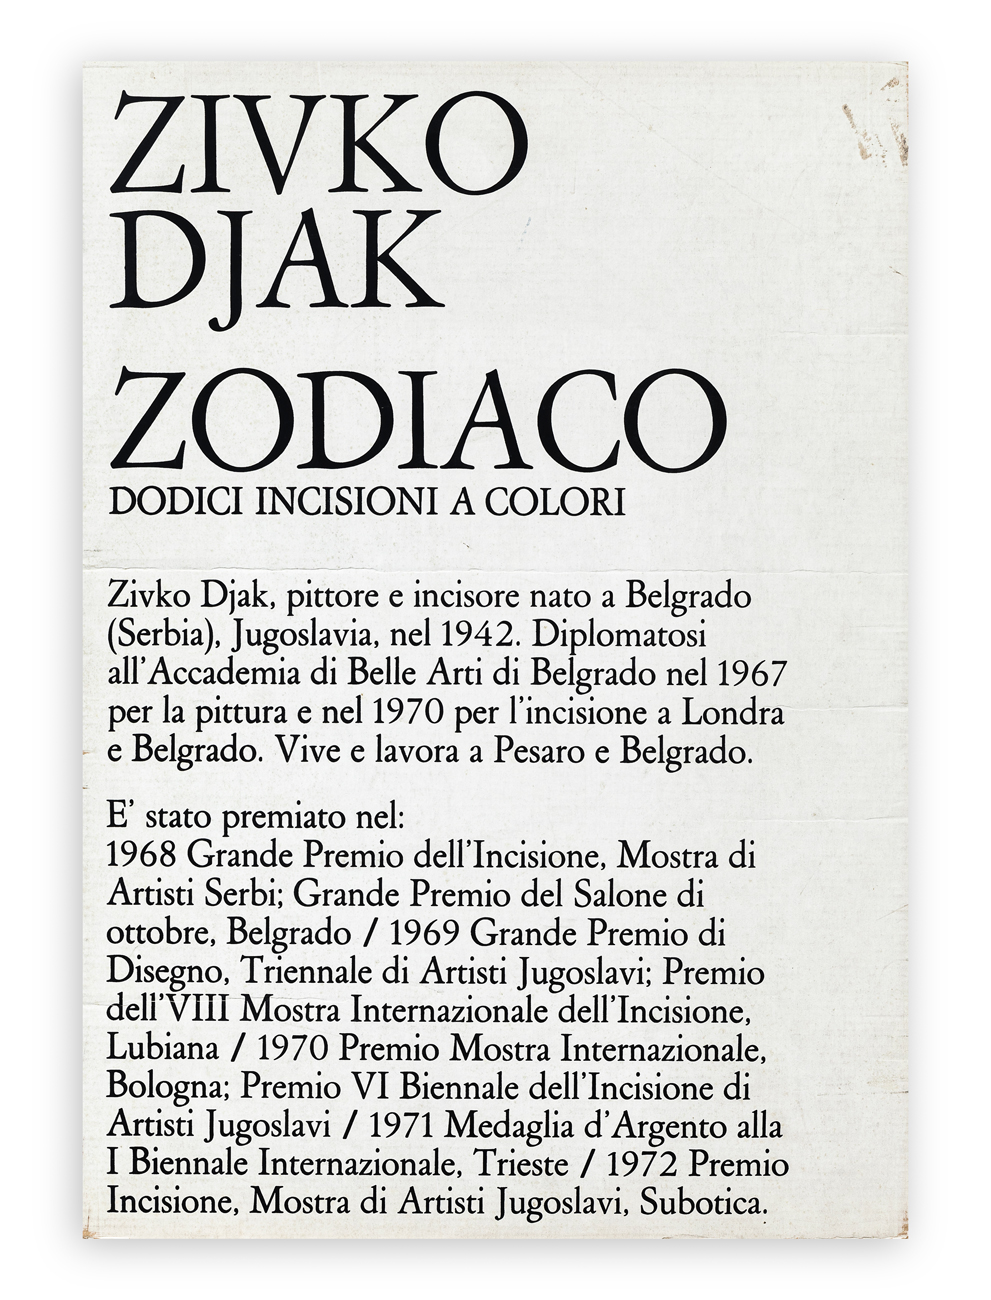 ZIVKO
DJAK
ZODIACO
DODICI INCISIONI A COLORI
Zivko Djak, pittore e incisore nato a Belgrado
(Serbia), Jugoslavia, nel 1942. Diplomatosi
all'Accademia di Belle Arti di Belgrado nel 1967
per la pittura e nel 1970 per l'incisione a Londra
e Belgrado. Vive e lavora a Pesaro e Belgrado.
E' stato premiato nel:
1968 Grande Premio dell'Incisione, Mostra di
Artisti Serbi; Grande Premio del Salone di
ottobre, Belgrado / 1969 Grande Premio di
Disegno, Triennale di Artisti Jugoslavi; Premio
dell'VIII Mostra Internazionale dell'Incisione,
Lubiana / 1970 Premio Mostra Internazionale,
Bologna; Premio VI Biennale dell'Incisione di
Artisti Jugoslavi / 1971 Medaglia d'Argento alla
I Biennale Internazionale, Trieste / 1972 Premio
Incisione, Mostra di Artisti Jugoslavi, Subotica.